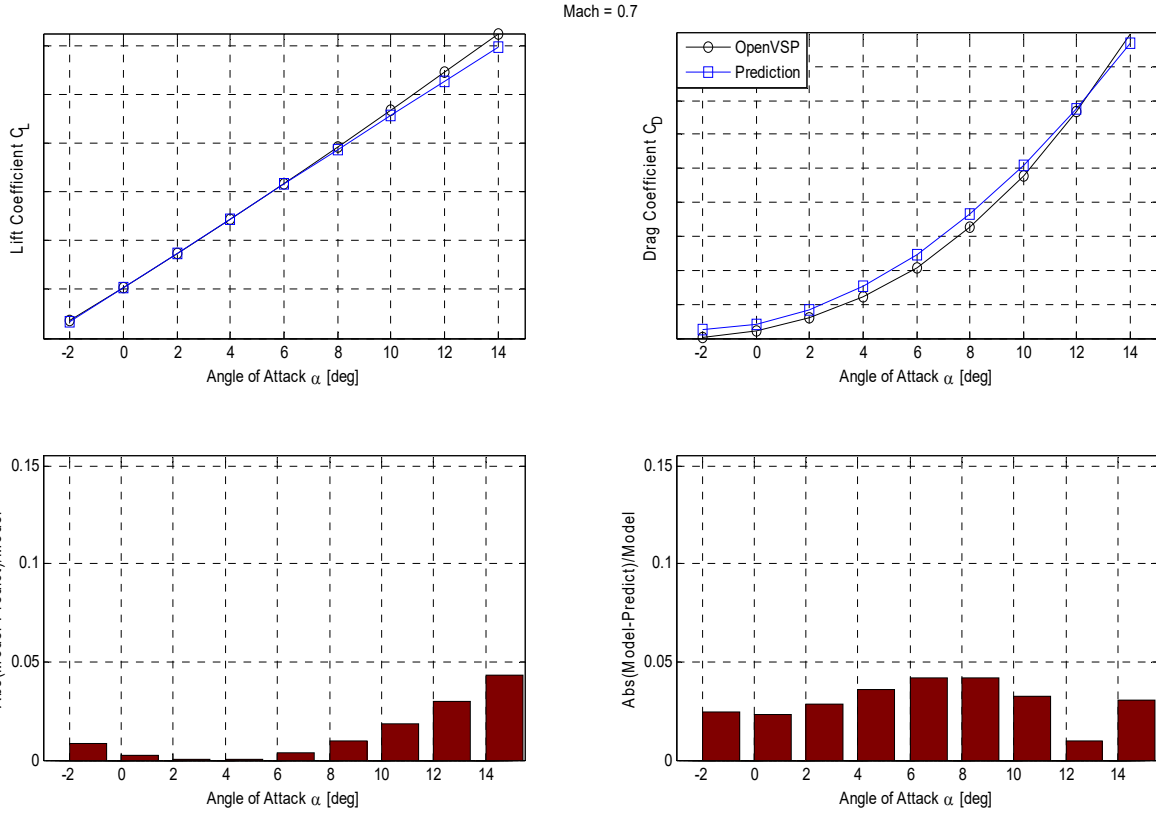 Mach = 0.7
Lift Coefficient CL
-2 0 2 4 6 8 10 12 14
Angle of Attack α [deg]
Drag Coefficient CD
OpenVSP
Prediction
-2 0 2 4 6 8 10 12 14
Angle of Attack α [deg]
0.15
0.1
0.05
0
-2 0 2 4 6 8 10 12 14
Angle of Attack α [deg]
Abs(Model-Predict)/Model
0.15
0.1
0.05
0
-2 0 2 4 6 8 10 12 14
Angle of Attack α [deg]